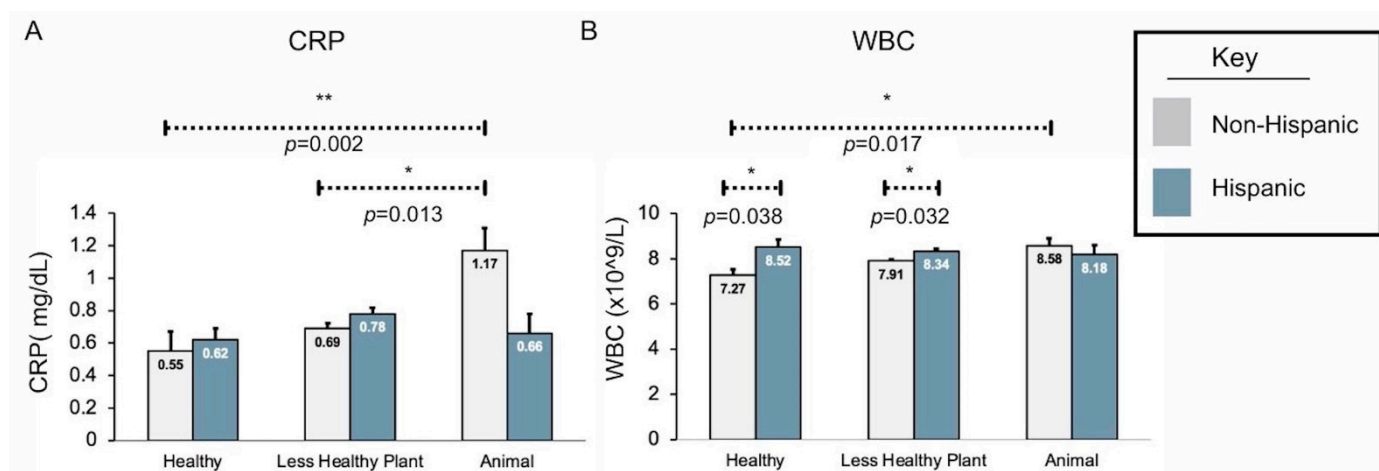 A
CRP
**
p=0.002
*
p=0.013
CRP( mg/dL)
1.4
1.2
1
0.8
0.6
0.4
0.2
0
0.55
0.62
0.69
0.78
1.17
0.66
Healthy
Less Healthy Plant
Animal
B
WBC
*
p=0.017
*
p=0.038
*
p=0.032
WBC (x10^9/L)
10
8
6
4
2
0
7.27
8.52
7.91
8.34
8.58
8.18
Healthy
Less Healthy Plant
Animal
Key
Non-Hispanic
Hispanic